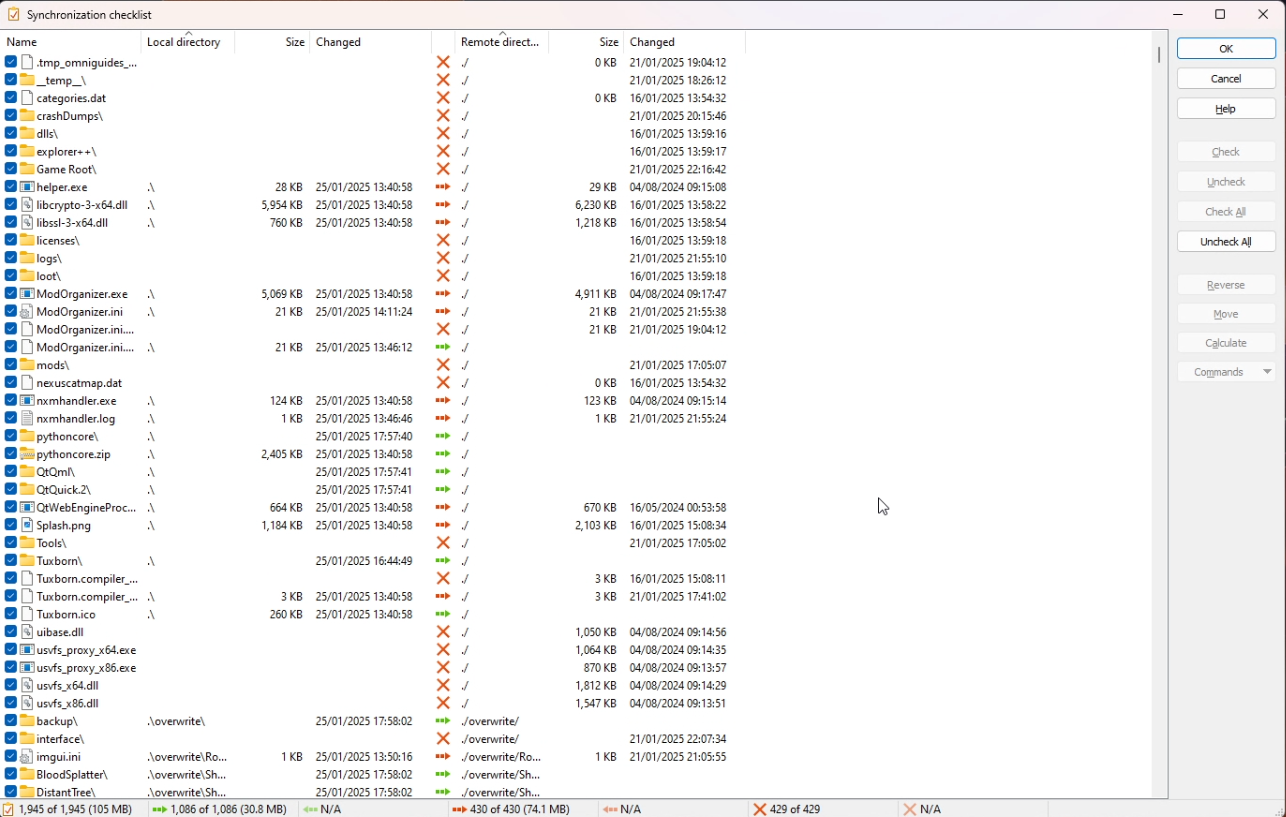 Synchronization checklist
Name Local directory Size Changed Remote direct... Size Changed
.tmp_omniguides_... ./ 0 KB 21/01/2025 19:04:12
__temp__\ ./ 21/01/2025 18:26:12
categories.dat ./ 0 KB 16/01/2025 13:54:32
crashDumps\ ./ 21/01/2025 20:15:46
dlls\ ./ 16/01/2025 13:59:16
explorer++\ ./ 16/01/2025 13:59:17
Game Root\ ./ 21/01/2025 22:16:42
helper.exe .\ 28 KB 25/01/2025 13:40:58 ./ 29 KB 04/08/2024 09:15:08
libcrypto-3-x64.dll .\ 5,954 KB 25/01/2025 13:40:58 ./ 6,230 KB 16/01/2025 13:58:22
libssl-3-x64.dll .\ 760 KB 25/01/2025 13:40:58 ./ 1,218 KB 16/01/2025 13:58:54
licenses\ ./ 16/01/2025 13:59:18
logs\ ./ 21/01/2025 21:55:10
loot\ ./ 16/01/2025 13:59:18
ModOrganizer.exe .\ 5,069 KB 25/01/2025 13:40:58 ./ 4,911 KB 04/08/2024 09:17:47
ModOrganizer.ini .\ 21 KB 25/01/2025 14:11:24 ./ 21 KB 21/01/2025 21:55:38
ModOrganizer.ini.... ./ 21 KB 21/01/2025 19:04:12
ModOrganizer.ini.... .\ 21 KB 25/01/2025 13:46:12 ./
mods\ ./ 21/01/2025 17:05:07
nexuscatmap.dat ./ 0 KB 16/01/2025 13:54:32
nxmhandler.exe .\ 124 KB 25/01/2025 13:40:58 ./ 123 KB 04/08/2024 09:15:14
nxmhandler.log .\ 1 KB 25/01/2025 13:46:46 ./ 1 KB 21/01/2025 21:55:24
pythoncore\ .\ 25/01/2025 17:57:40 ./
pythoncore.zip .\ 2,405 KB 25/01/2025 13:40:58 ./
QtQml\ .\ 25/01/2025 17:57:41 ./
QtQuick.2\ .\ 25/01/2025 17:57:41 ./
QtWebEngineProc... .\ 664 KB 25/01/2025 13:40:58 ./ 670 KB 16/05/2024 00:53:58
Splash.png .\ 1,184 KB 25/01/2025 13:40:58 ./ 2,103 KB 16/01/2025 15:08:34
Tools\ ./ 21/01/2025 17:05:02
Tuxborn\ .\ 25/01/2025 16:44:49 ./
Tuxborn.compiler_... ./ 3 KB 16/01/2025 15:08:11
Tuxborn.compiler_... .\ 3 KB 25/01/2025 13:40:58 ./ 3 KB 21/01/2025 17:41:02
Tuxborn.ico .\ 260 KB 25/01/2025 13:40:58 ./
uibase.dll ./ 1,050 KB 04/08/2024 09:14:56
usvfs_proxy_x64.exe ./ 1,064 KB 04/08/2024 09:14:35
usvfs_proxy_x86.exe ./ 870 KB 04/08/2024 09:13:57
usvfs_x64.dll ./ 1,812 KB 04/08/2024 09:14:29
usvfs_x86.dll ./ 1,547 KB 04/08/2024 09:13:51
backup\ .\overwrite\ 25/01/2025 17:58:02 ./overwrite/
interface\ ./overwrite/ 21/01/2025 22:07:34
imgui.ini .\overwrite\Ro... 1 KB 25/01/2025 13:50:16 ./overwrite/Ro... 1 KB 21/01/2025 21:05:55
BloodSplatter\ .\overwrite\Sh... 25/01/2025 17:58:02 ./overwrite/Sh...
DistantTree\ .\overwrite\Sh... 25/01/2025 17:58:02 ./overwrite/Sh...
OK
Cancel
Help
Check
Uncheck
Check All
Uncheck All
Reverse
Move
Calculate
Commands
1,945 of 1,945 (105 MB) 1,086 of 1,086 (30.8 MB) N/A 430 of 430 (74.1 MB) N/A 429 of 429 N/A